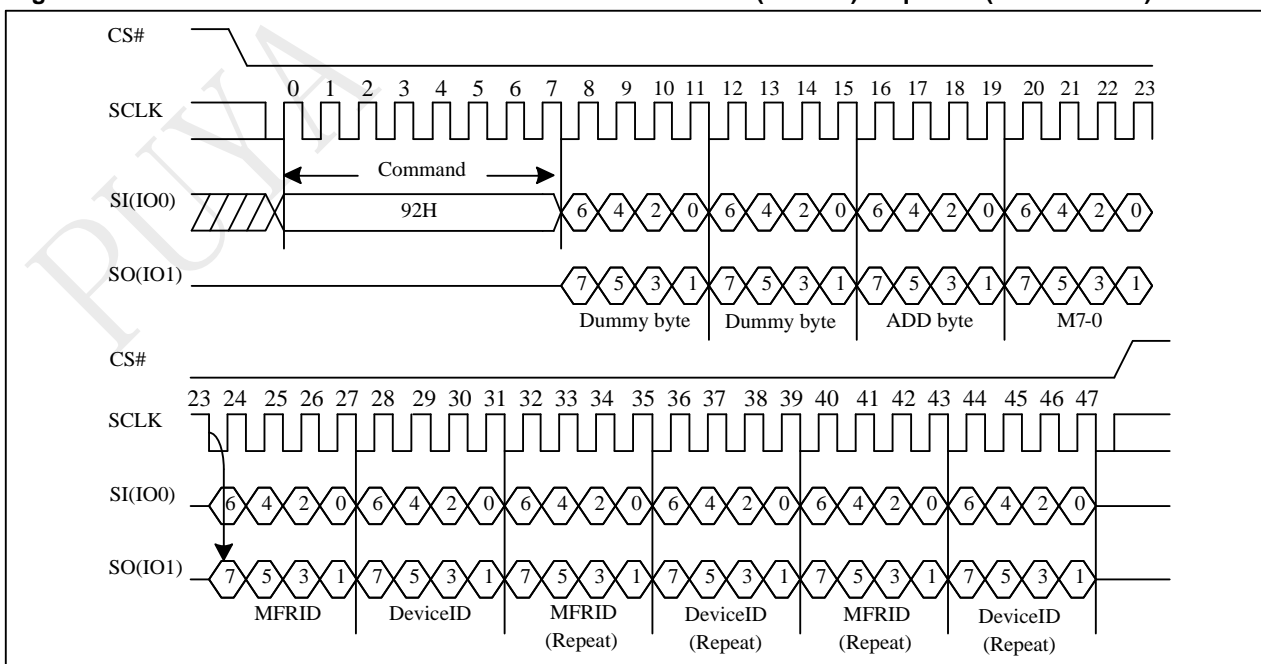 CS#
0 1 2 3 4 5 6 7 8 9 10 11 12 13 14 15 16 17 18 19 20 21 22 23
SCLK
Command
SI(IO0)
92H
6 4 2 0 6 4 2 0 6 4 2 0 6 4 2 0
SO(IO1)
7 5 3 1 7 5 3 1 7 5 3 1 7 5 3 1
Dummy byte Dummy byte ADD byte M7-0
PUYA
CS#
23 24 25 26 27 28 29 30 31 32 33 34 35 36 37 38 39 40 41 42 43 44 45 46 47
SCLK
SI(IO0)
6 4 2 0 6 4 2 0 6 4 2 0 6 4 2 0 6 4 2 0 6 4 2 0
SO(IO1)
7 5 3 1 7 5 3 1 7 5 3 1 7 5 3 1 7 5 3 1 7 5 3 1
MFRID DeviceID MFRID DeviceID MFRID DeviceID
(Repeat) (Repeat) (Repeat) (Repeat)